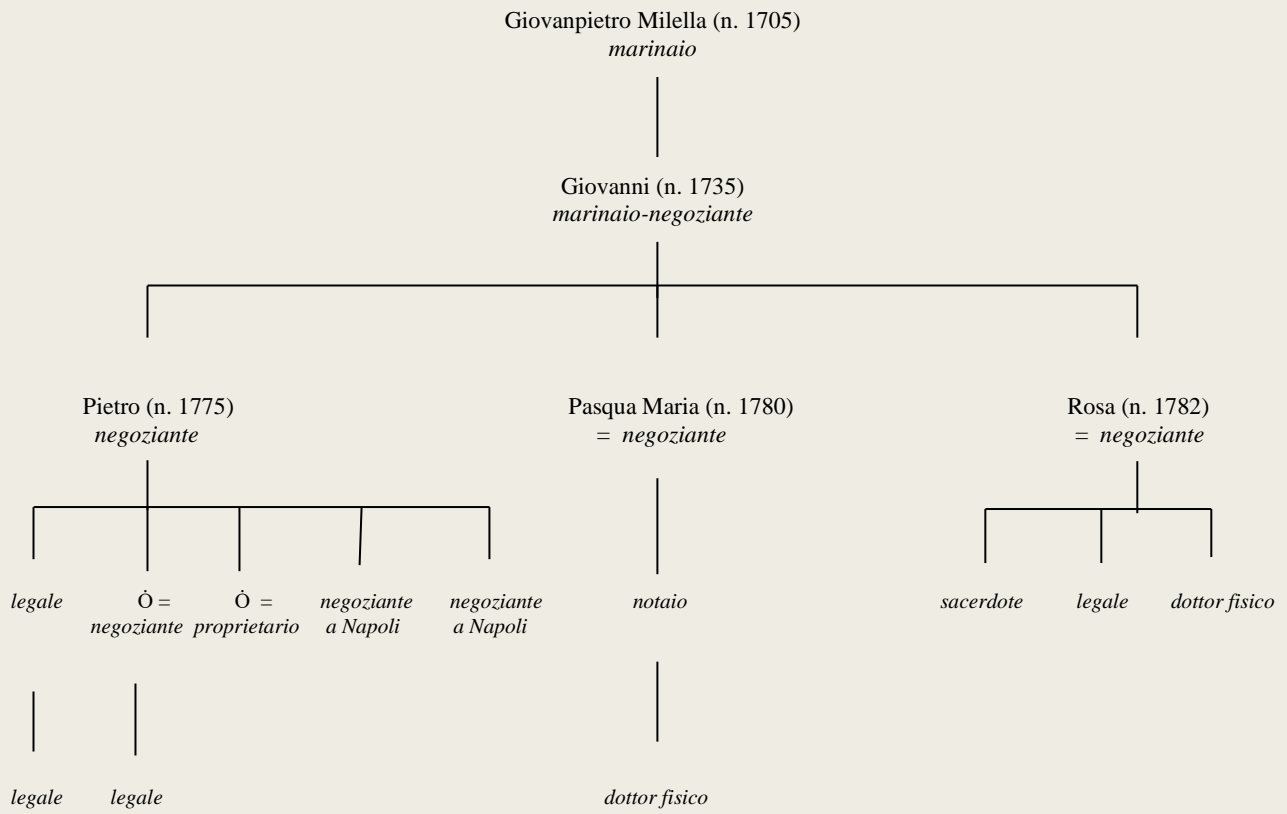 Giovanpietro Milella (n. 1705)
marinaio
Giovanni (n. 1735)
marinaio-negoziante
Pietro (n. 1775)
negoziante
Pasqua Maria (n. 1780)
= negoziante
Rosa (n. 1782)
= negoziante
legale
Ȯ =
negoziante
Ȯ =
proprietario
negoziante
a Napoli
negoziante
a Napoli
notaio
sacerdote
legale
dottor fisico
legale
legale
dottor fisico